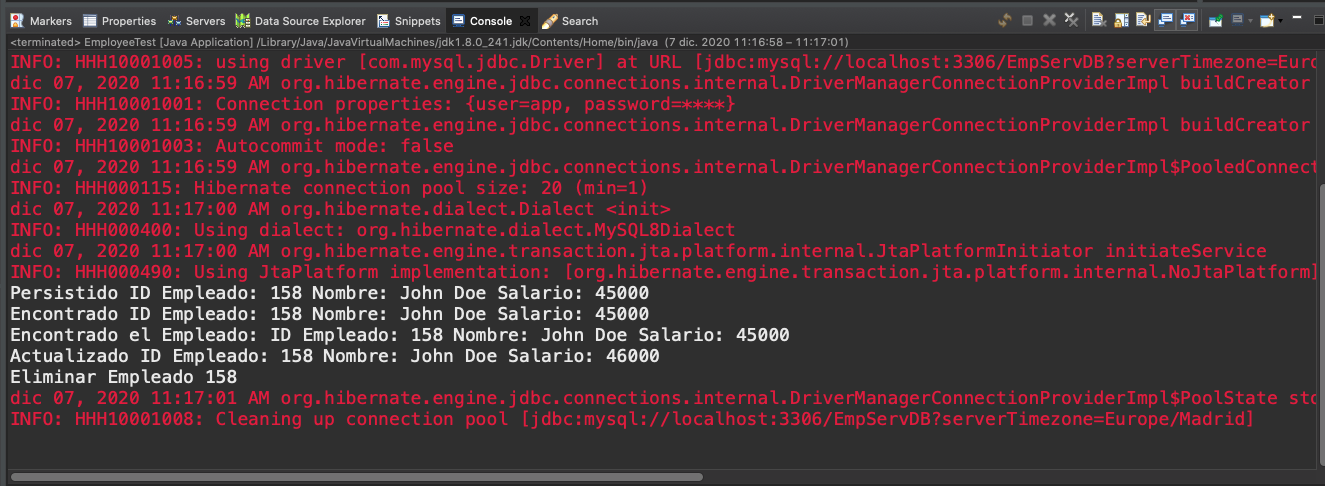 Markers Properties Servers Data Source Explorer Snippets Console Search
<terminated> EmployeeTest [Java Application] /Library/Java/JavaVirtualMachines/jdk1.8.0_241.jdk/Contents/Home/bin/java (7 dic. 2020 11:16:58 – 11:17:01)
INFO: HHH10001005: using driver [com.mysql.jdbc.Driver] at URL [jdbc:mysql://localhost:3306/EmpServDB?serverTimezone=Euro
dic 07, 2020 11:16:59 AM org.hibernate.engine.jdbc.connections.internal.DriverManagerConnectionProviderImpl buildCreator
INFO: HHH10001001: Connection properties: {user=app, password=****}
dic 07, 2020 11:16:59 AM org.hibernate.engine.jdbc.connections.internal.DriverManagerConnectionProviderImpl buildCreator
INFO: HHH10001003: Autocommit mode: false
dic 07, 2020 11:16:59 AM org.hibernate.engine.jdbc.connections.internal.DriverManagerConnectionProviderImpl$PooledConnect
INFO: HHH000115: Hibernate connection pool size: 20 (min=1)
dic 07, 2020 11:17:00 AM org.hibernate.dialect.Dialect <init>
INFO: HHH000400: Using dialect: org.hibernate.dialect.MySQL8Dialect
dic 07, 2020 11:17:00 AM org.hibernate.engine.transaction.jta.platform.internal.JtaPlatformInitiator initiateService
INFO: HHH000490: Using JtaPlatform implementation: [org.hibernate.engine.transaction.jta.platform.internal.NoJtaPlatform]
Persistido ID Empleado: 158 Nombre: John Doe Salario: 45000
Encontrado ID Empleado: 158 Nombre: John Doe Salario: 45000
Encontrado el Empleado: ID Empleado: 158 Nombre: John Doe Salario: 45000
Actualizado ID Empleado: 158 Nombre: John Doe Salario: 46000
Eliminar Empleado 158
dic 07, 2020 11:17:01 AM org.hibernate.engine.jdbc.connections.internal.DriverManagerConnectionProviderImpl$PoolState sto
INFO: HHH10001008: Cleaning up connection pool [jdbc:mysql://localhost:3306/EmpServDB?serverTimezone=Europe/Madrid]